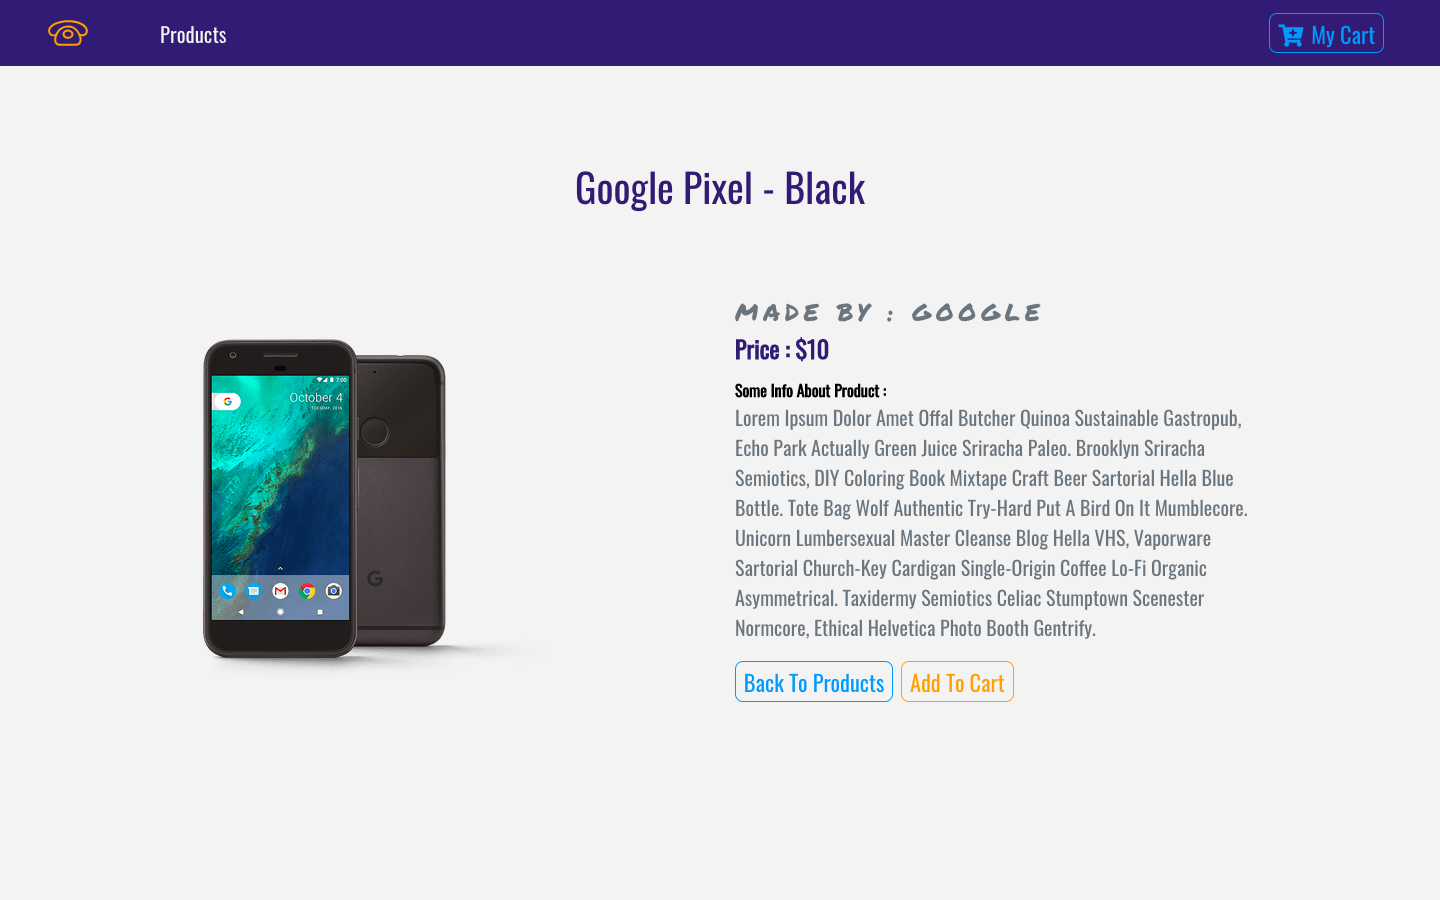 Products
My Cart
Google Pixel - Black
MADE BY : GOOGLE
Price : $10
7:00
October 4
TUESDAY, 2016
G
Some Info About Product :
Lorem Ipsum Dolor Amet Offal Butcher Quinoa Sustainable Gastropub,
Echo Park Actually Green Juice Sriracha Paleo. Brooklyn Sriracha
Semiotics, DIY Coloring Book Mixtape Craft Beer Sartorial Hella Blue
Bottle. Tote Bag Wolf Authentic Try-Hard Put A Bird On It Mumblecore.
Unicorn Lumbersexual Master Cleanse Blog Hella VHS, Vaporware
Sartorial Church-Key Cardigan Single-Origin Coffee Lo-Fi Organic
Asymmetrical. Taxidermy Semiotics Celiac Stumptown Scenester
Normcore, Ethical Helvetica Photo Booth Gentrify.
Back To Products
Add To Cart